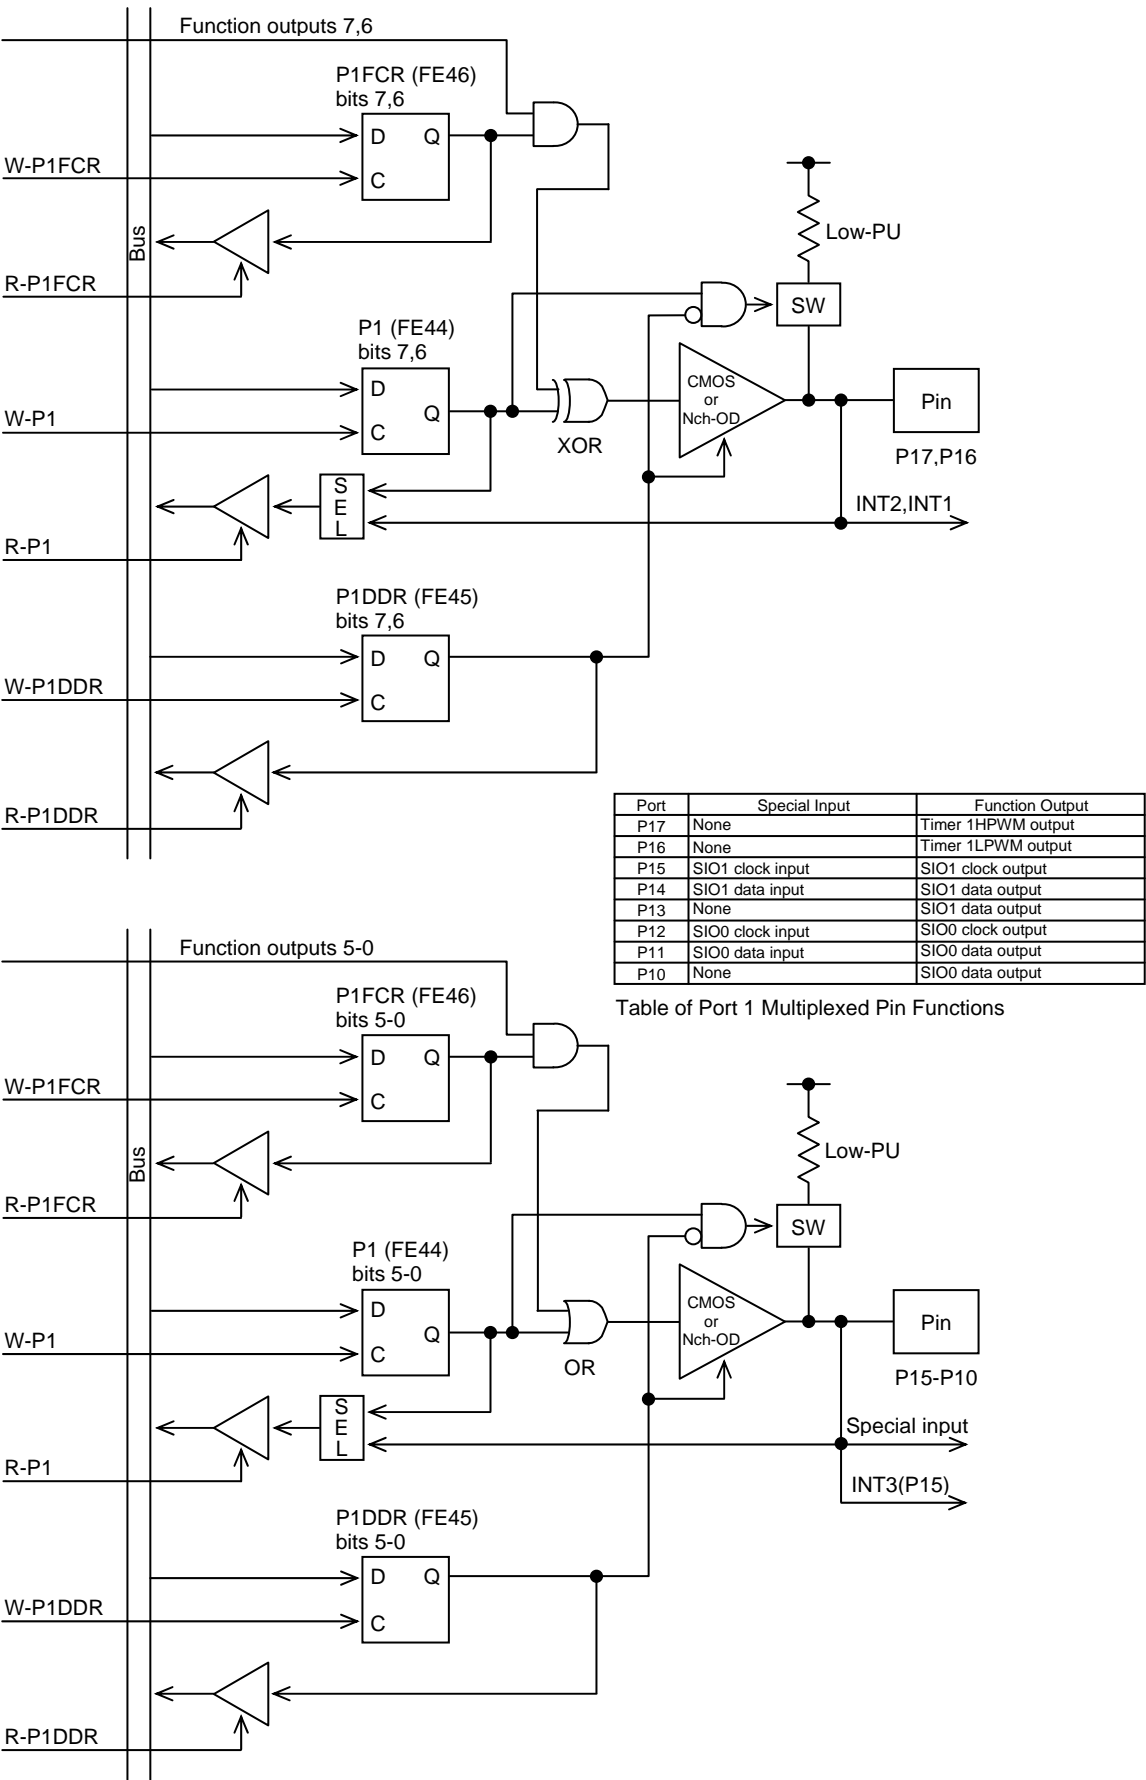 Function outputs 7,6
P1FCR (FE46)
bits 7,6
D Q
C
W-P1FCR
Bus
R-P1FCR
Low-PU
SW
P1 (FE44)
bits 7,6
D
Q
C
W-P1
XOR
CMOS
or
Nch-OD
Pin
P17,P16
S
E
L
INT2,INT1
R-P1
P1DDR (FE45)
bits 7,6
D Q
C
W-P1DDR
R-P1DDR
Port Special Input Function Output
P17 None Timer 1HPWM output
P16 None Timer 1LPWM output
P15 SIO1 clock input SIO1 clock output
P14 SIO1 data input SIO1 data output
P13 None SIO1 data output
P12 SIO0 clock input SIO0 clock output
P11 SIO0 data input SIO0 data output
P10 None SIO0 data output
Table of Port 1 Multiplexed Pin Functions
Function outputs 5-0
P1FCR (FE46)
bits 5-0
D Q
C
W-P1FCR
Bus
R-P1FCR
Low-PU
SW
P1 (FE44)
bits 5-0
D
Q
C
W-P1
OR
CMOS
or
Nch-OD
Pin
P15-P10
S
E
L
Special input
INT3(P15)
R-P1
P1DDR (FE45)
bits 5-0
D Q
C
W-P1DDR
R-P1DDR